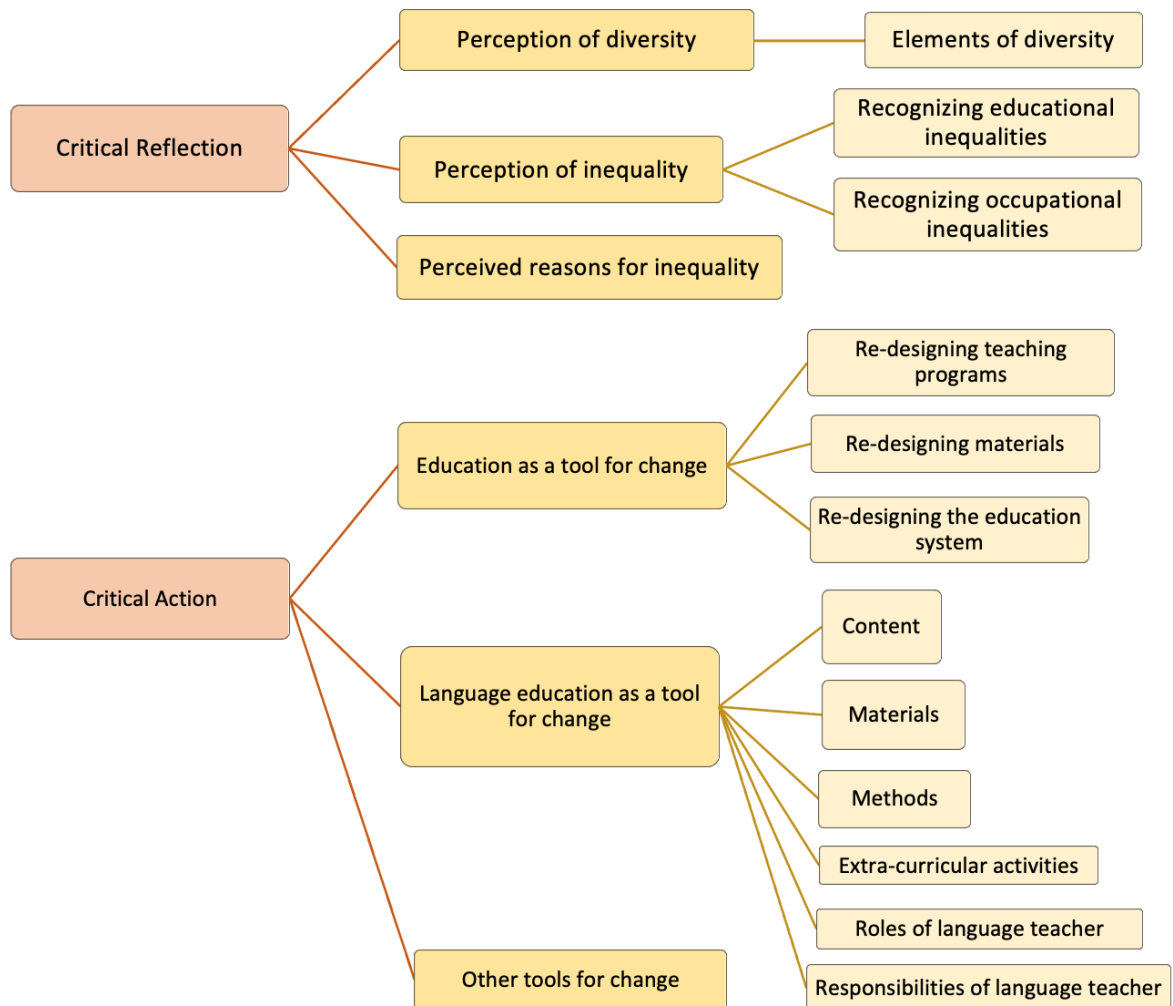 Critical Reflection
Perception of diversity
Elements of diversity
Perception of inequality
Recognizing educational
inequalities
Recognizing occupational
inequalities
Perceived reasons for inequality
Critical Action
Education as a tool for change
Re-designing teaching
programs
Re-designing materials
Re-designing the education
system
Language education as a tool
for change
Content
Materials
Methods
Extra-curricular activities
Roles of language teacher
Responsibilities of language teacher
Other tools for change